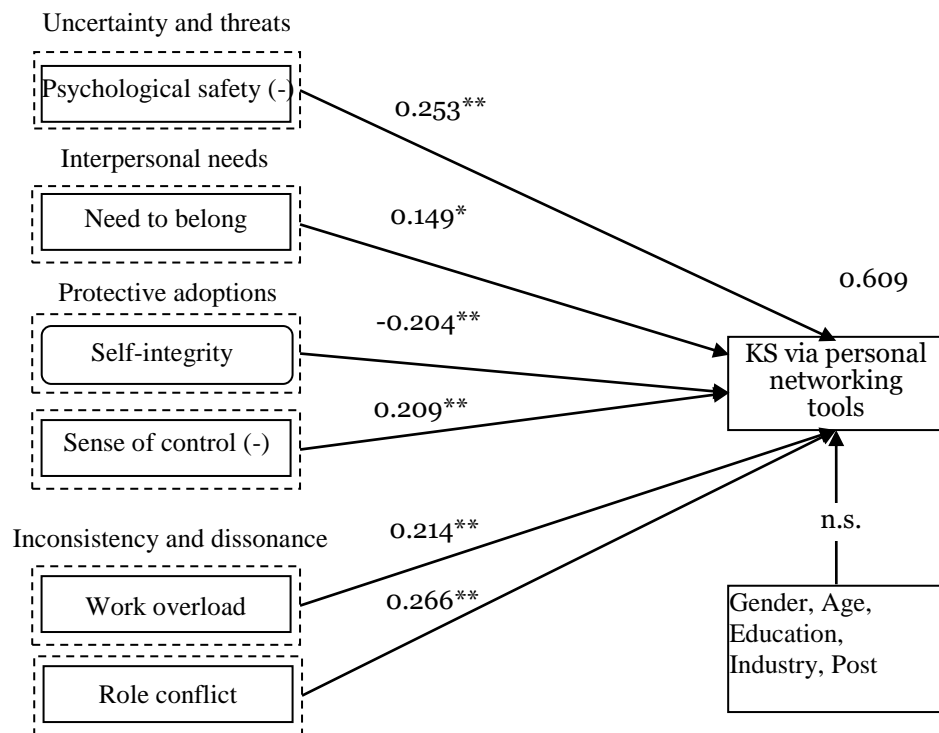 Uncertainty and threats
Psychological safety (-)
0.253**
Interpersonal needs
Need to belong
0.149*
0.609
Protective adoptions
-0.204**
Self-integrity
KS via personal
networking
tools
0.209**
Sense of control (-)
n.s.
Inconsistency and dissonance
0.214**
Work overload
0.266**
Gender, Age,
Education,
Industry, Post
Role conflict